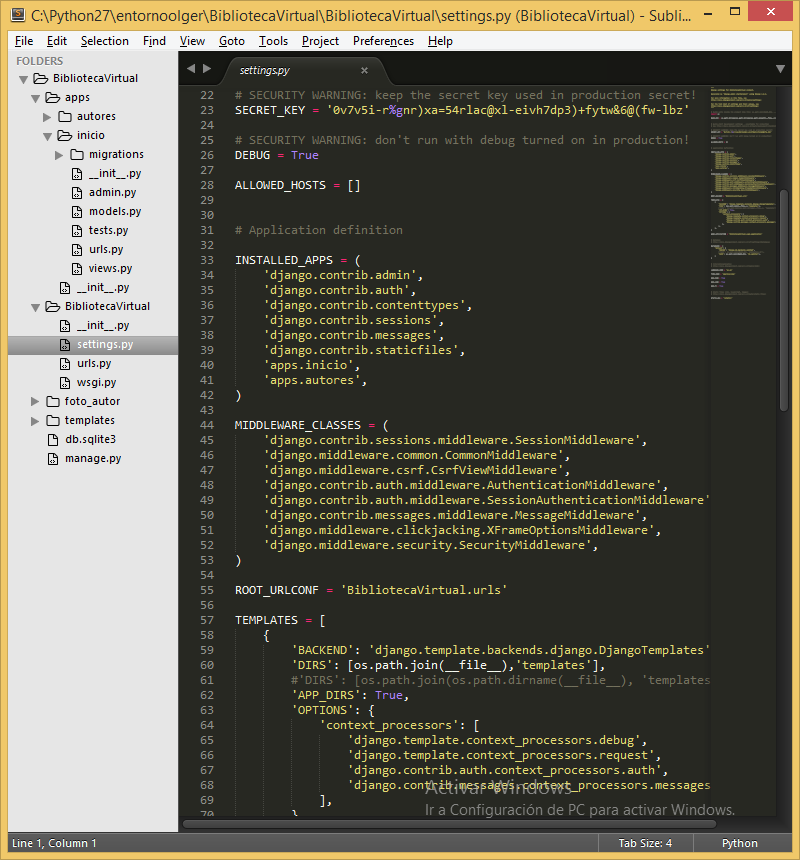 C:\Python27\entornoolger\BibliotecaVirtual\BibliotecaVirtual\settings.py (BibliotecaVirtual) - Subli...
File Edit Selection Find View Goto Tools Project Preferences Help
FOLDERS
BibliotecaVirtual
apps
autores
inicio
migrations
__init__.py
admin.py
models.py
tests.py
urls.py
views.py
__init__.py
BibliotecaVirtual
__init__.py
settings.py
urls.py
wsgi.py
foto_autor
templates
db.sqlite3
manage.py
settings.py ×
22 # SECURITY WARNING: keep the secret key used in production secret!
23 SECRET_KEY = '0v7v5i-r%gnr)xa=54rlac@xl-eivh7dp3)+fytw&6@(fw-lbz'
24
25 # SECURITY WARNING: don't run with debug turned on in production!
26 DEBUG = True
27
28 ALLOWED_HOSTS = []
29
30
31 # Application definition
32
33 INSTALLED_APPS = (
34 'django.contrib.admin',
35 'django.contrib.auth',
36 'django.contrib.contenttypes',
37 'django.contrib.sessions',
38 'django.contrib.messages',
39 'django.contrib.staticfiles',
40 'apps.inicio',
41 'apps.autores',
42 )
43
44 MIDDLEWARE_CLASSES = (
45 'django.contrib.sessions.middleware.SessionMiddleware',
46 'django.middleware.common.CommonMiddleware',
47 'django.middleware.csrf.CsrfViewMiddleware',
48 'django.contrib.auth.middleware.AuthenticationMiddleware',
49 'django.contrib.auth.middleware.SessionAuthenticationMiddleware'
50 'django.contrib.messages.middleware.MessageMiddleware',
51 'django.middleware.clickjacking.XFrameOptionsMiddleware',
52 'django.middleware.security.SecurityMiddleware',
53 )
54
55 ROOT_URLCONF = 'BibliotecaVirtual.urls'
56
57 TEMPLATES = [
58 {
59 'BACKEND': 'django.template.backends.django.DjangoTemplates'
60 'DIRS': [os.path.join(__file__),'templates'],
61 #'DIRS': [os.path.join(os.path.dirname(__file__), 'templates
62 'APP_DIRS': True,
63 'OPTIONS': {
64 'context_processors': [
65 'django.template.context_processors.debug',
66 'django.template.context_processors.request',
67 'django.contrib.auth.context_processors.auth',
68 'django.contrib.messages.context_processors.messages
69 ],
70 }
Activar Windows
Ir a Configuración de PC para activar Windows.
Line 1, Column 1 Tab Size: 4 Python